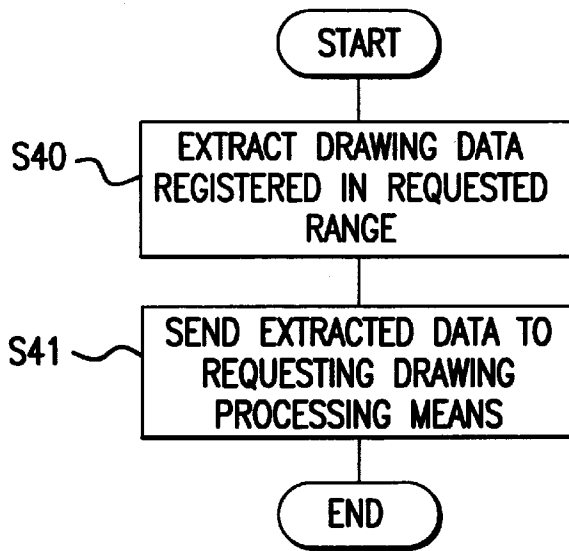 START
S40
EXTRACT DRAWING DATA
REGISTERED IN REQUESTED
RANGE
S41
SEND EXTRACTED DATA TO
REQUESTING DRAWING
PROCESSING MEANS
END